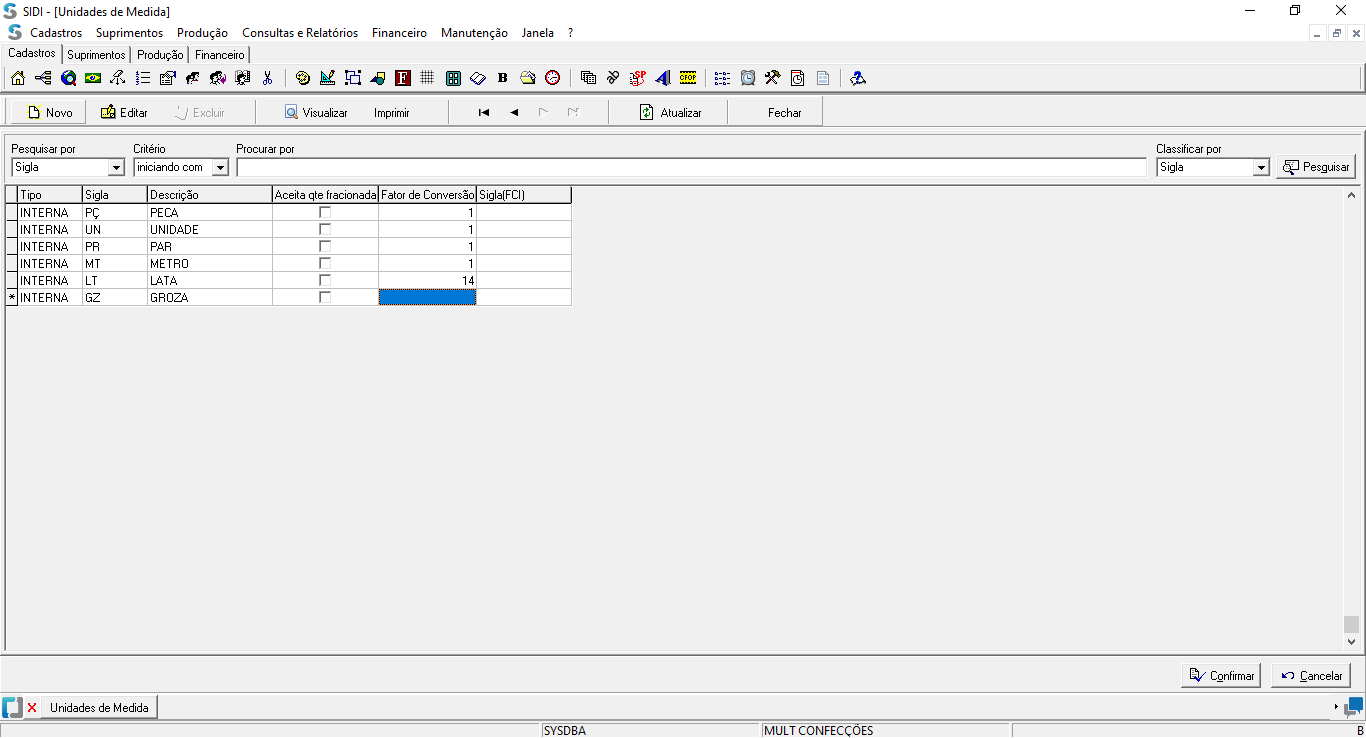 SIDI - [Unidades de Medida]
Cadastros Suprimentos Produção Consultas e Relatórios Financeiro Manutenção Janela ?
Cadastros Suprimentos Produção Financeiro
F B SP CFOP
Novo Editar Excluir Visualizar Imprimir Atualizar Fechar
Pesquisar por Critério Procurar por Classificar por
Sigla iniciando com Sigla Pesquisar
Tipo Sigla Descrição Aceita qte fracionada Fator de Conversão Sigla(FCI)
INTERNA PÇ PECA 1
INTERNA UN UNIDADE 1
INTERNA PR PAR 1
INTERNA MT METRO 1
INTERNA LT LATA 14
* INTERNA GZ GROZA
Confirmar Cancelar
Unidades de Medida
SYSDBA MULT CONFECÇÕES B